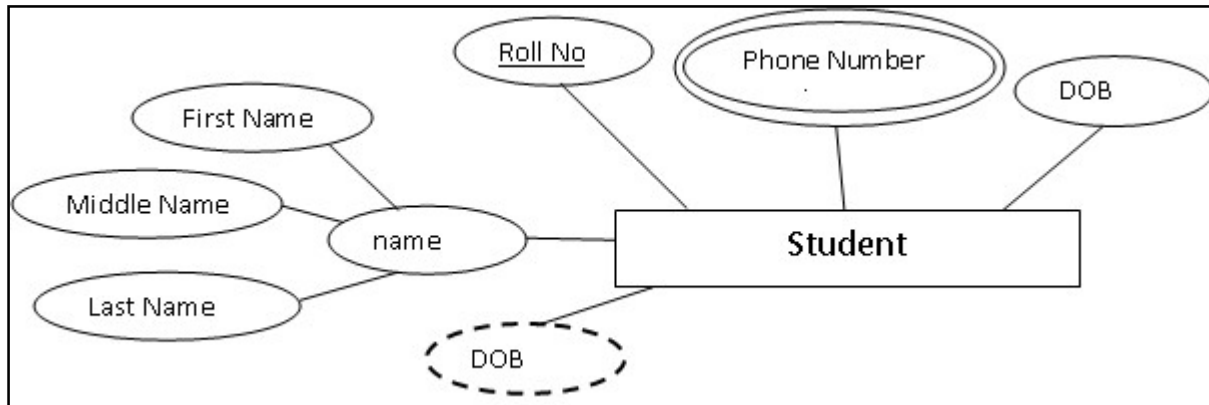 Roll No
Phone Number
DOB
First Name
Middle Name
name
Student
Last Name
DOB